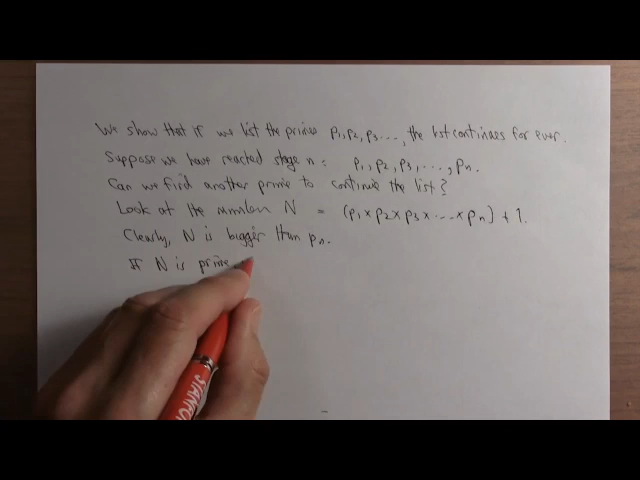 We show that if we list the primes p₁, p₂, p₃ ..., the list continues for ever.
Suppose we have reached stage n: p₁, p₂, p₃, ..., pₙ.
Can we find another prime to continue the list?
Look at the number N = (p₁ × p₂ × p₃ × ... × pₙ) + 1.
Clearly, N is bigger than pₙ.
If N is prime
STANFO